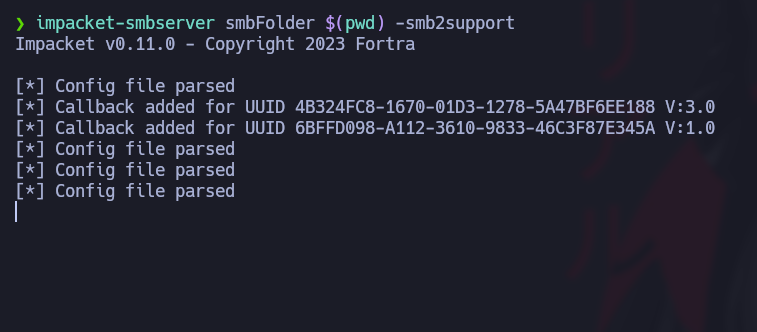 ❯ impacket-smbserver smbFolder $(pwd) -smb2support
Impacket v0.11.0 - Copyright 2023 Fortra
[*] Config file parsed
[*] Callback added for UUID 4B324FC8-1670-01D3-1278-5A47BF6EE188 V:3.0
[*] Callback added for UUID 6BFFD098-A112-3610-9833-46C3F87E345A V:1.0
[*] Config file parsed
[*] Config file parsed
[*] Config file parsed